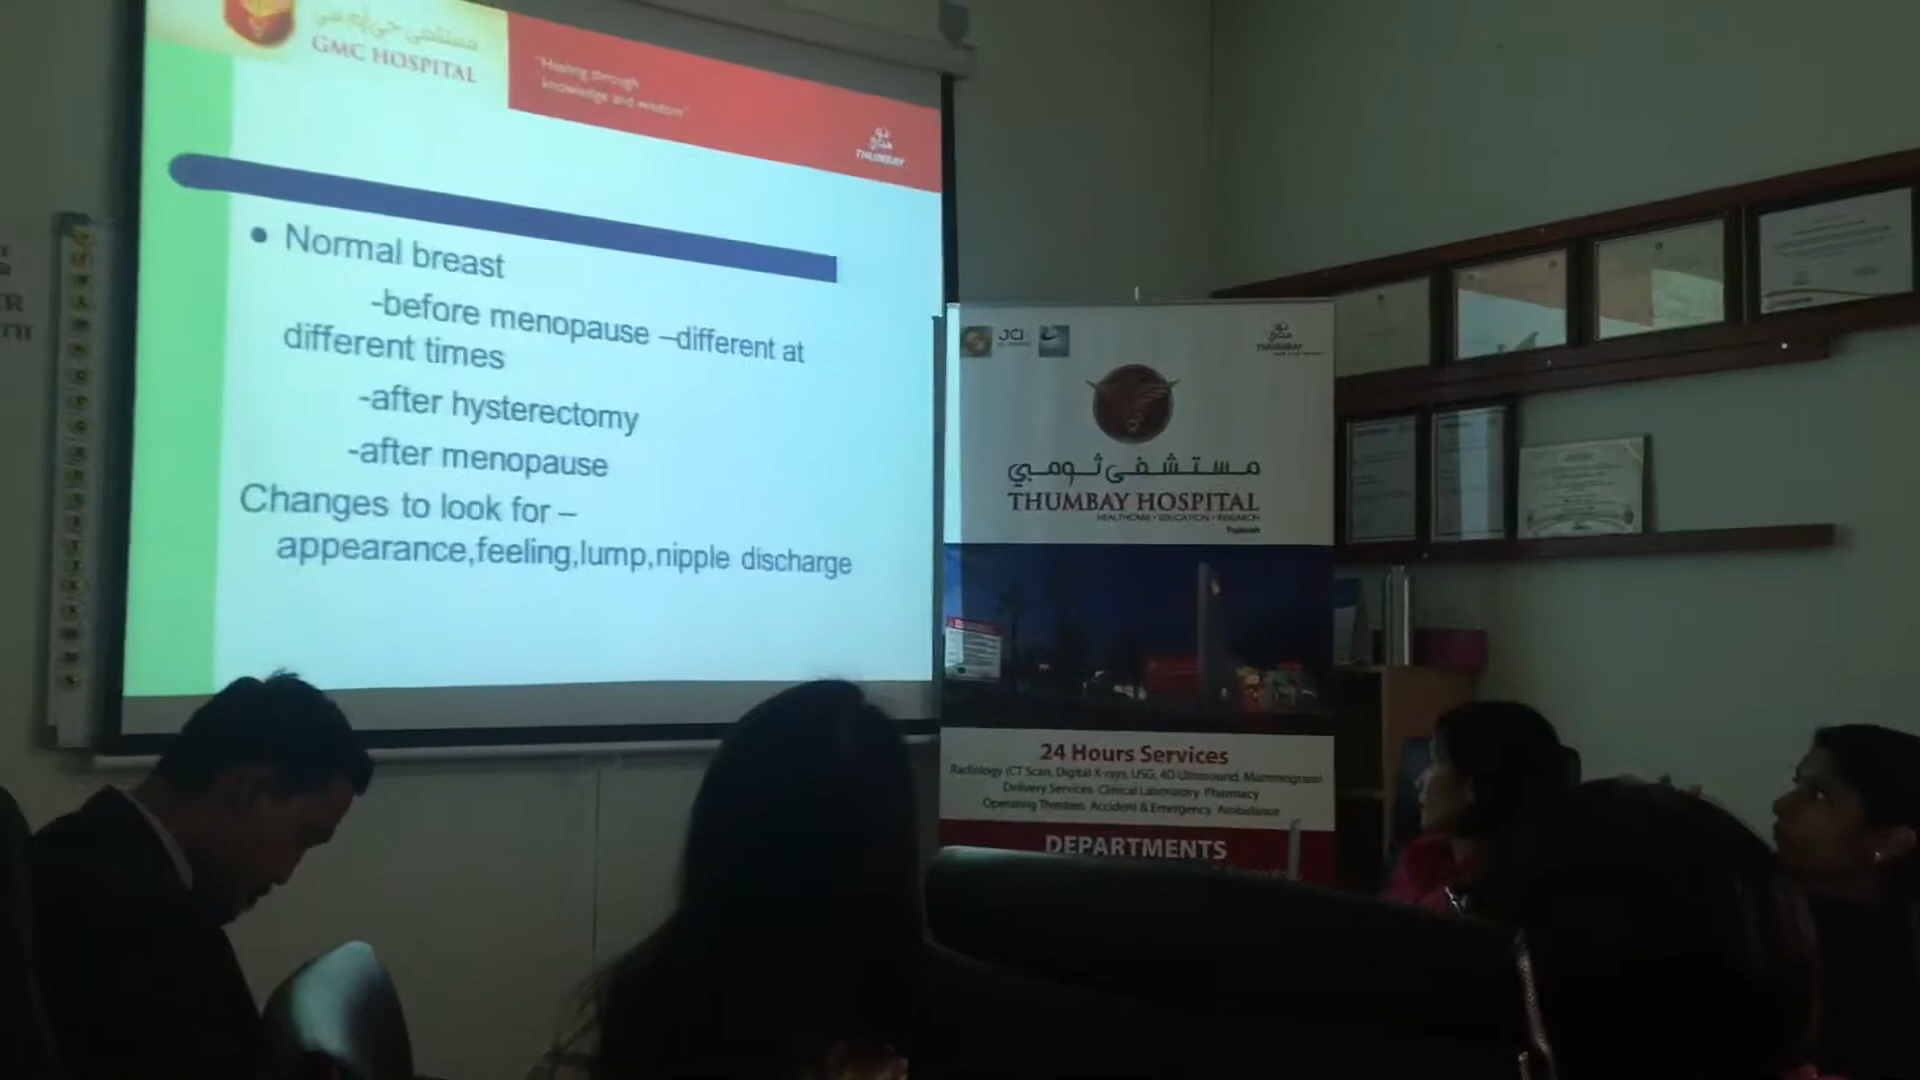 مستشفى جي إم سي
GMC HOSPITAL
"Healing through
knowledge and wisdom"
THUMBAY
• Normal breast
-before menopause –different at
different times
-after hysterectomy
-after menopause
Changes to look for –
appearance,feeling,lump,nipple discharge
JCI
THUMBAY
مستشفى ثومبي
THUMBAY HOSPITAL
HEALTHCARE • EDUCATION • RESEARCH
Fujairah
24 Hours Services
Radiology (CT Scan, Digital X-rays, USG, 4D Ultrasound, Mammogram)
Delivery Services Clinical Laboratory Pharmacy
Operating Theaters Accident & Emergency Ambulance
DEPARTMENTS